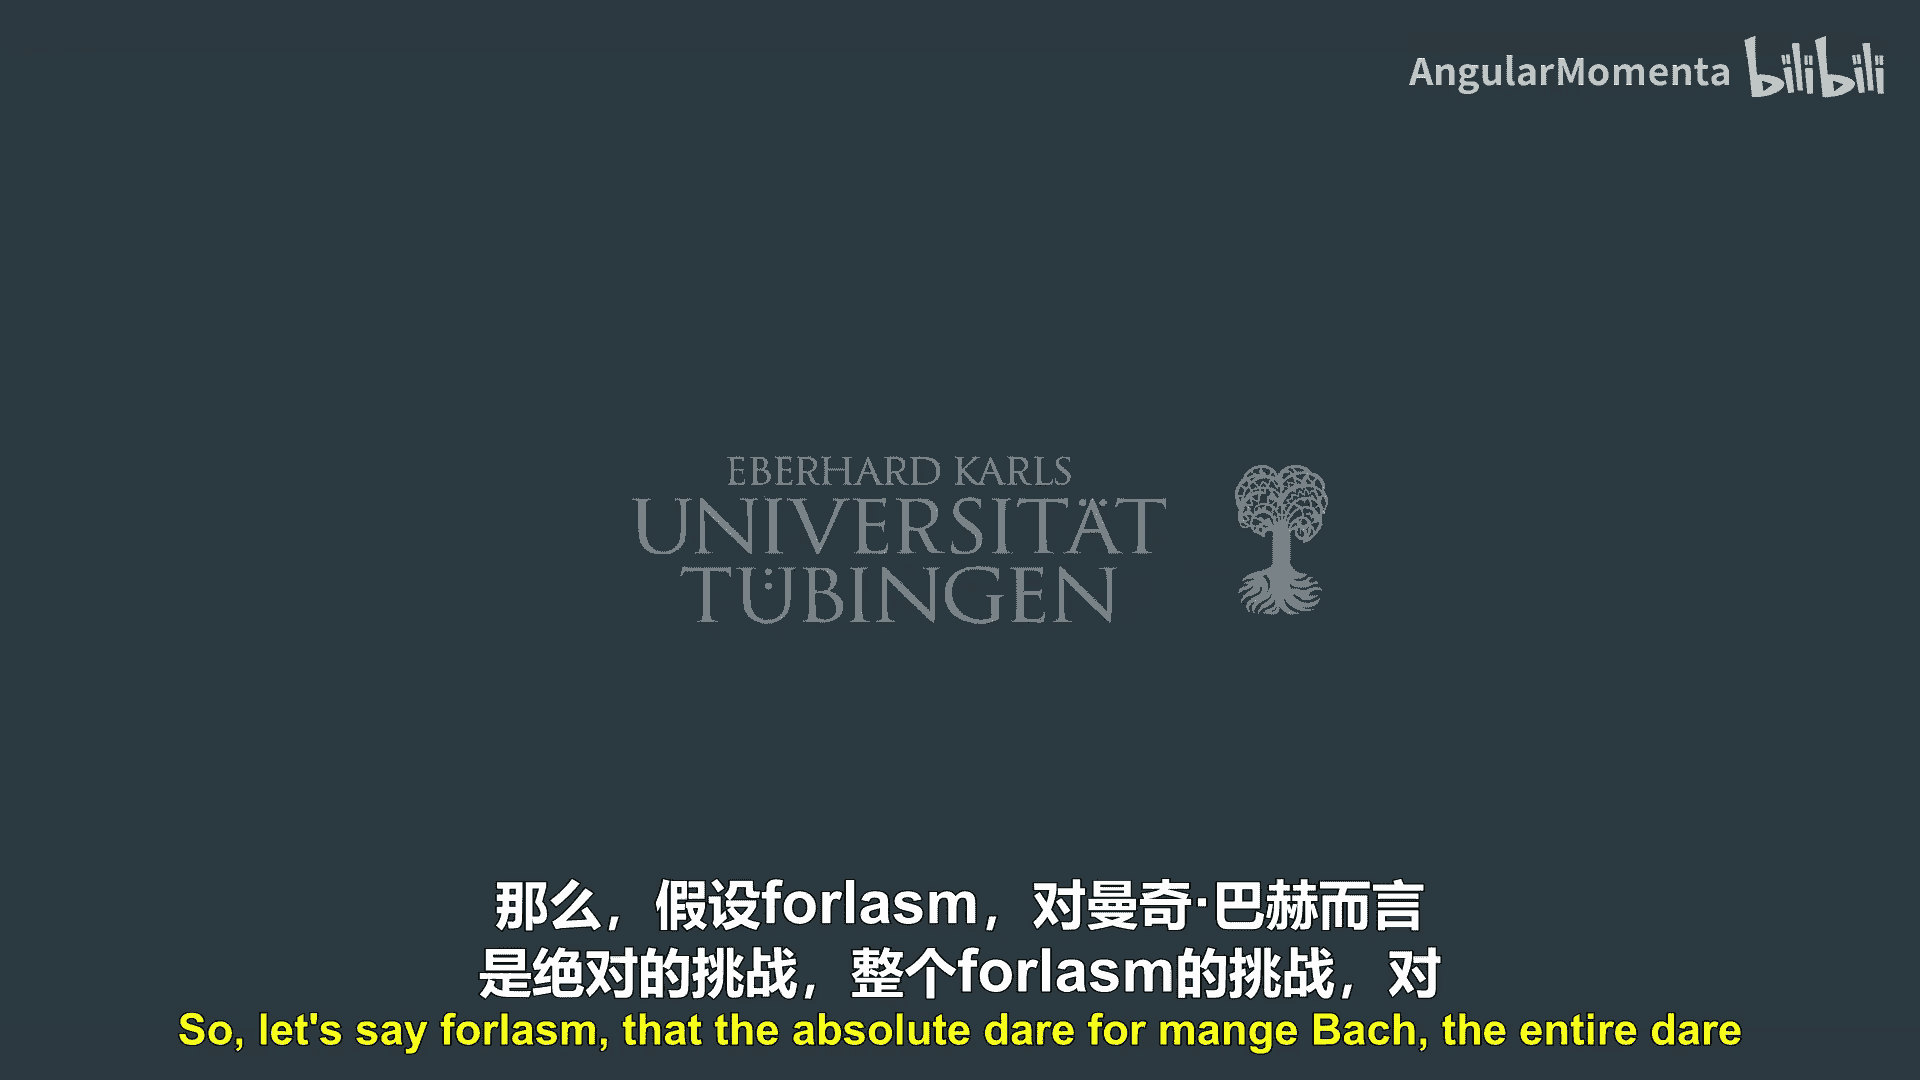 AngularMomenta bilibili
EBERHARD KARLS
UNIVERSITÄT
TÜBINGEN
那么，假设forlasm，对曼奇·巴赫而言
是绝对的挑战，整个forlasm的挑战，对
So, let's say forlasm, that the absolute dare for mange Bach, the entire dare